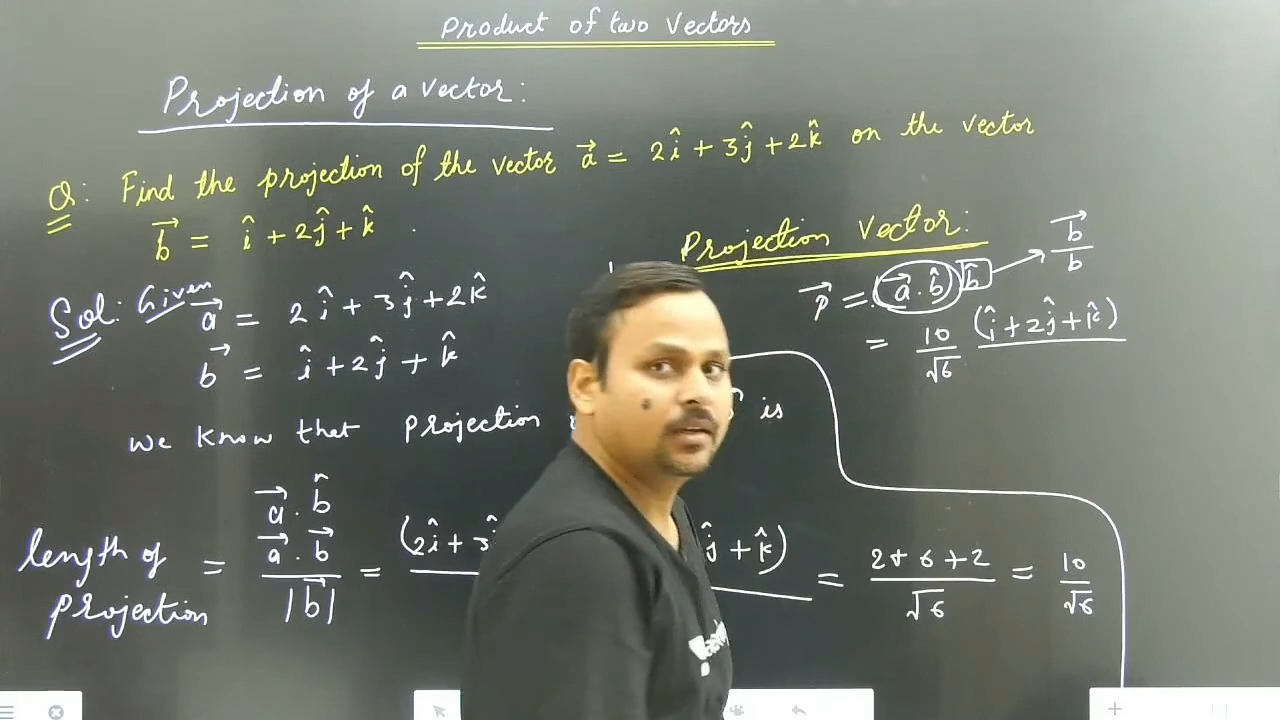 Product of two Vectors
Projection of a vector:
Q: Find the projection of the vector a⃗ = 2î + 3ĵ + 2k̂ on the vector
b⃗ = î + 2ĵ + k̂ .
Sol: Given
a⃗ = 2î + 3ĵ + 2k̂
b⃗ = î + 2ĵ + k̂
we know that projection is
a⃗ . b̂
length of projection = a⃗ . b⃗ / |b⃗| = (2î + 3 ĵ + k̂) = 2+6+2 / √6 = 10 / √6
Projection Vector:
p⃗ = (a⃗ . b̂) b̂ → b⃗ / b
= 10 / √6 (î + 2ĵ + k̂)